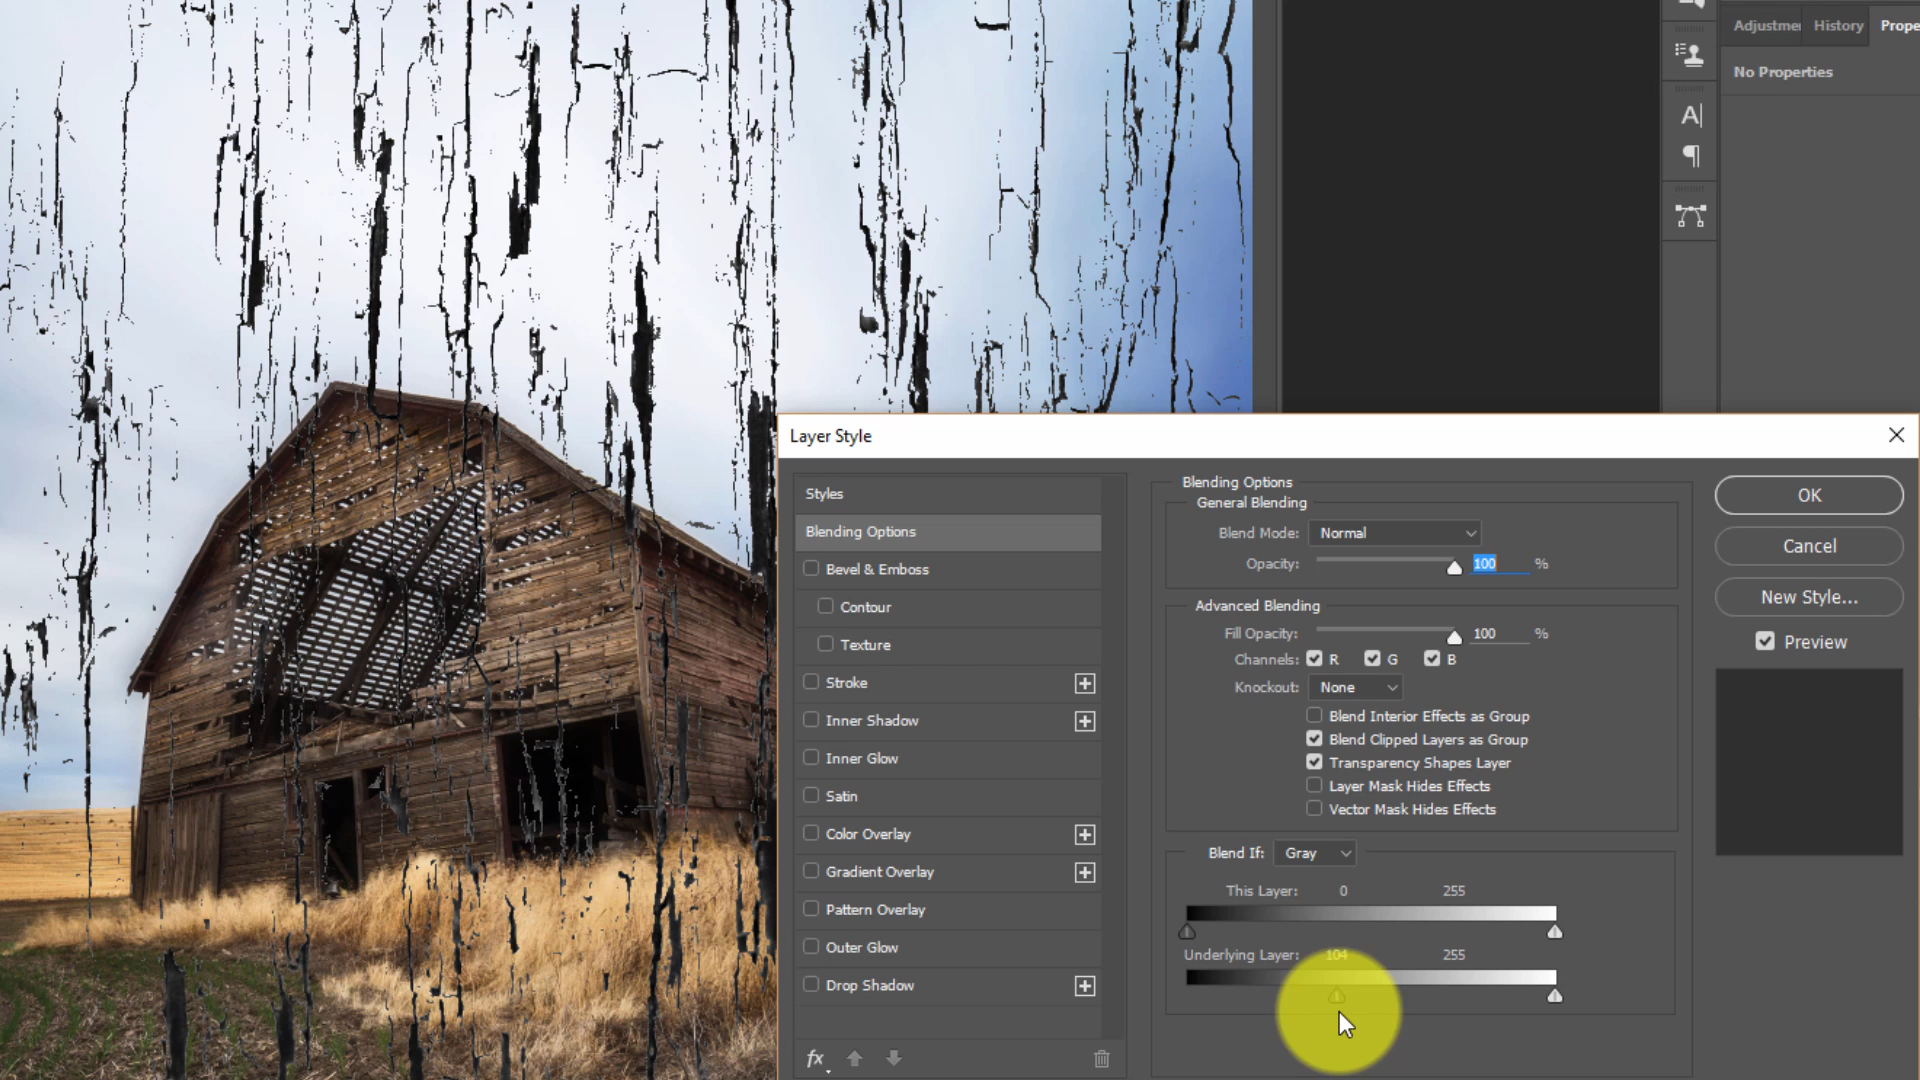 Adjustmer History Prope
No Properties
Layer Style
Styles
Blending Options
Bevel & Emboss
Contour
Texture
Stroke
Inner Shadow
Inner Glow
Satin
Color Overlay
Gradient Overlay
Pattern Overlay
Outer Glow
Drop Shadow
fx
Blending Options
General Blending
Blend Mode: Normal
Opacity: 100 %
Advanced Blending
Fill Opacity: 100 %
Channels: R G B
Knockout: None
Blend Interior Effects as Group
Blend Clipped Layers as Group
Transparency Shapes Layer
Layer Mask Hides Effects
Vector Mask Hides Effects
Blend If: Gray
This Layer: 0 255
Underlying Layer: 104 255
OK
Cancel
New Style...
Preview